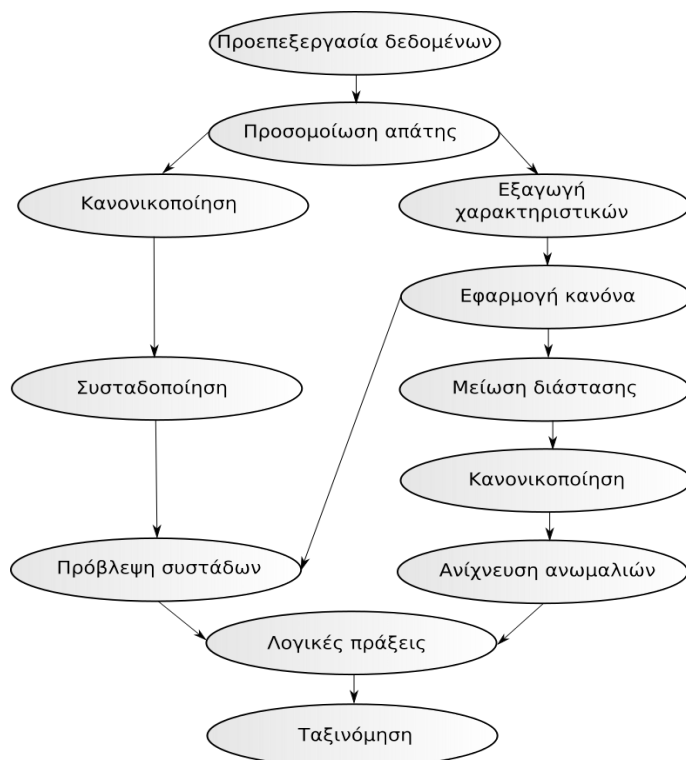 Προεπεξεργασία δεδομένων
Προσομοίωση απάτης
Κανονικοποίηση
Εξαγωγή
χαρακτηριστικών
Εφαρμογή κανόνα
Συσταδοποίηση
Μείωση διάστασης
Κανονικοποίηση
Πρόβλεψη συστάδων
Ανίχνευση ανωμαλιών
Λογικές πράξεις
Ταξινόμηση